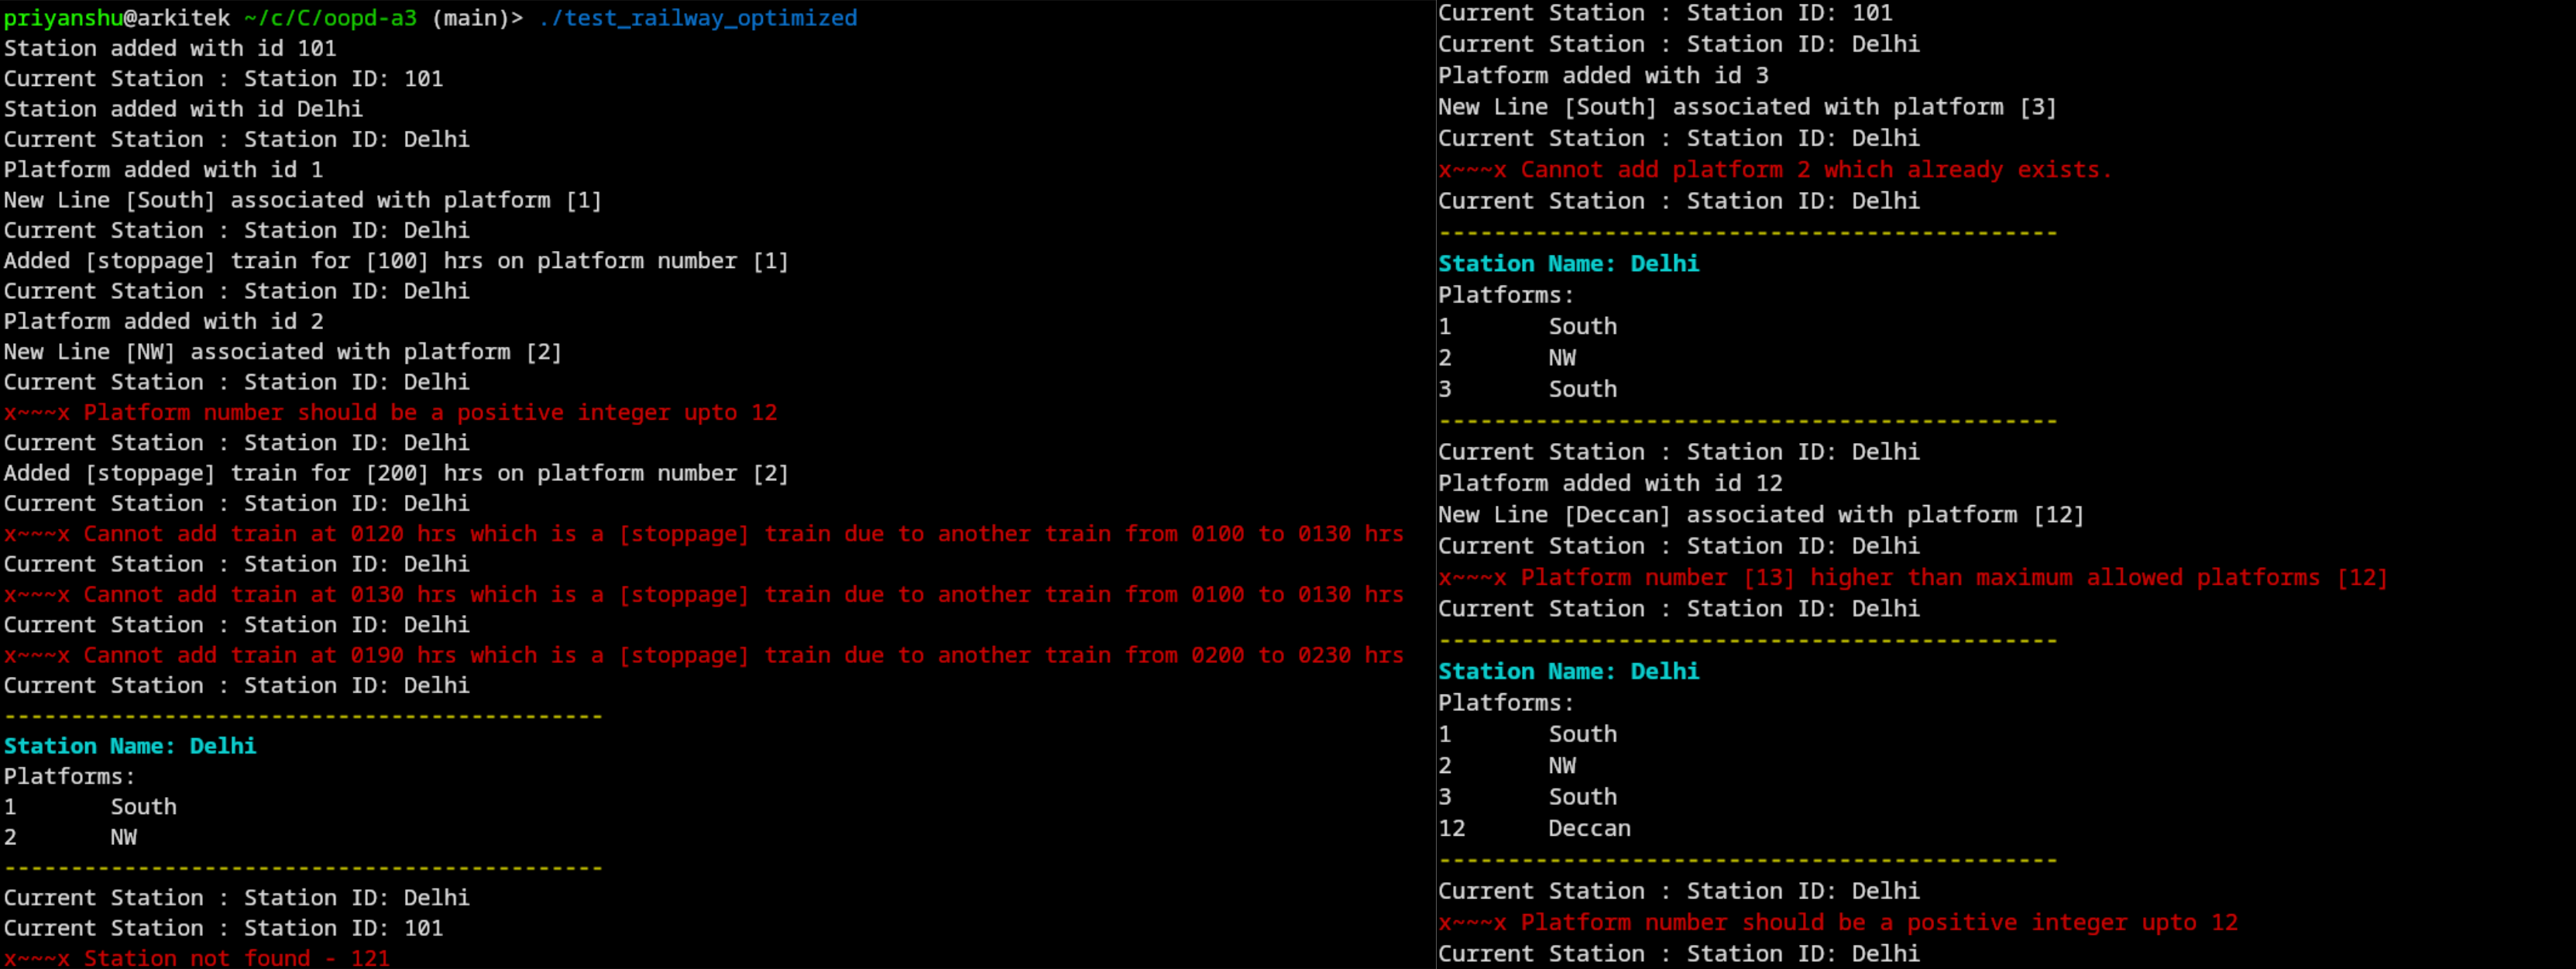 priyanshu@arkitek ~/c/C/oopd-a3 (main)> ./test_railway_optimized
Station added with id 101
Current Station : Station ID: 101
Station added with id Delhi
Current Station : Station ID: Delhi
Platform added with id 1
New Line [South] associated with platform [1]
Current Station : Station ID: Delhi
Added [stoppage] train for [100] hrs on platform number [1]
Current Station : Station ID: Delhi
Platform added with id 2
New Line [NW] associated with platform [2]
Current Station : Station ID: Delhi
x~~~x Platform number should be a positive integer upto 12
Current Station : Station ID: Delhi
Added [stoppage] train for [200] hrs on platform number [2]
Current Station : Station ID: Delhi
x~~~x Cannot add train at 0120 hrs which is a [stoppage] train due to another train from 0100 to 0130 hrs
Current Station : Station ID: Delhi
x~~~x Cannot add train at 0130 hrs which is a [stoppage] train due to another train from 0100 to 0130 hrs
Current Station : Station ID: Delhi
x~~~x Cannot add train at 0190 hrs which is a [stoppage] train due to another train from 0200 to 0230 hrs
Current Station : Station ID: Delhi
---------------------------------------------
Station Name: Delhi
Platforms:
1 South
2 NW
---------------------------------------------
Current Station : Station ID: Delhi
Current Station : Station ID: 101
x~~~x Station not found - 121
Current Station : Station ID: 101
Current Station : Station ID: Delhi
Platform added with id 3
New Line [South] associated with platform [3]
Current Station : Station ID: Delhi
x~~~x Cannot add platform 2 which already exists.
Current Station : Station ID: Delhi
---------------------------------------------
Station Name: Delhi
Platforms:
1 South
2 NW
3 South
---------------------------------------------
Current Station : Station ID: Delhi
Platform added with id 12
New Line [Deccan] associated with platform [12]
Current Station : Station ID: Delhi
x~~~x Platform number [13] higher than maximum allowed platforms [12]
Current Station : Station ID: Delhi
---------------------------------------------
Station Name: Delhi
Platforms:
1 South
2 NW
3 South
12 Deccan
---------------------------------------------
Current Station : Station ID: Delhi
x~~~x Platform number should be a positive integer upto 12
Current Station : Station ID: Delhi